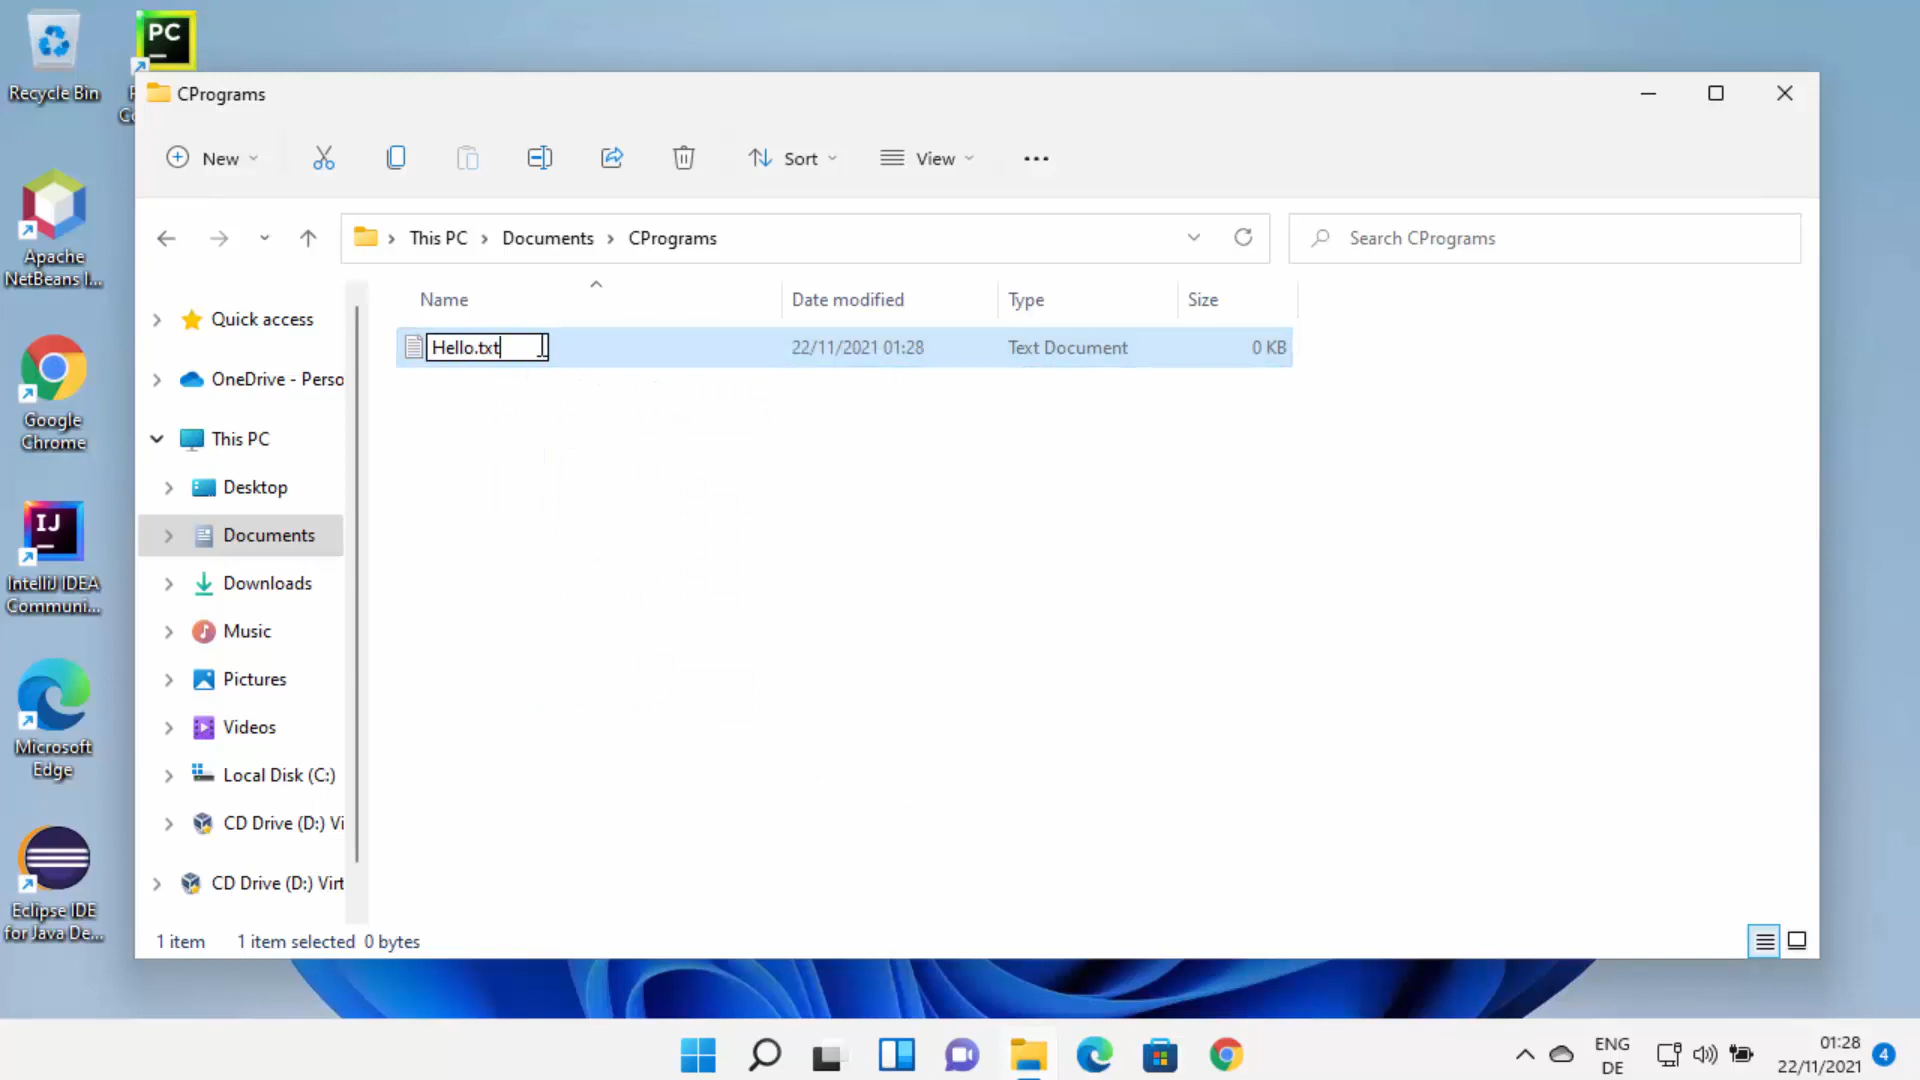 Recycle Bin
PC
CPrograms
New
Sort
View
This PC
Documents
CPrograms
Search CPrograms
Name
Date modified
Type
Size
Hello.txt
22/11/2021 01:28
Text Document
0 KB
Quick access
OneDrive - Perso
This PC
Desktop
Documents
Downloads
Music
Pictures
Videos
Local Disk (C:)
CD Drive (D:) Vi
CD Drive (D:) Virt
1 item
1 item selected
0 bytes
Apache
NetBeans I...
Google
Chrome
IJ
IntelliJ IDEA
Communi...
Microsoft
Edge
Eclipse IDE
for Java De...
ENG
DE
01:28
22/11/2021
4